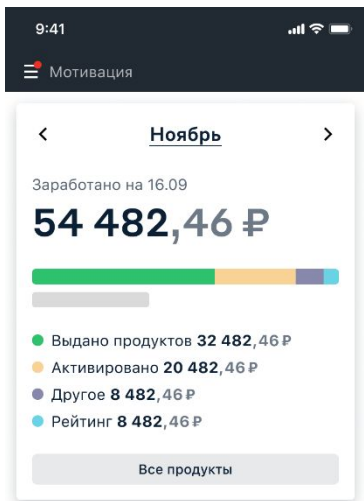 9:41
Мотивация
Ноябрь
Заработано на 16.09
54 482,46 ₽
Выдано продуктов 32 482,46 ₽
Активировано 20 482,46 ₽
Другое 8 482,46 ₽
Рейтинг 8 482,46 ₽
Все продукты